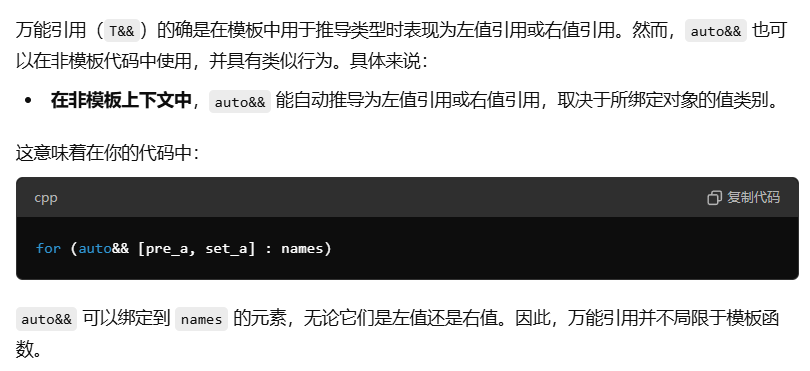 万能引用（T&&）的确是在模板中用于推导类型时表现为左值引用或右值引用。然而，auto&& 也可
以在非模板代码中使用，并具有类似行为。具体来说：
• 在非模板上下文中，auto&& 能自动推导为左值引用或右值引用，取决于所绑定对象的值类别。
这意味着在你的代码中：
cpp 复制代码
for (auto&& [pre_a, set_a] : names)
auto&& 可以绑定到 names 的元素，无论它们是左值还是右值。因此，万能引用并不局限于模板函
数。